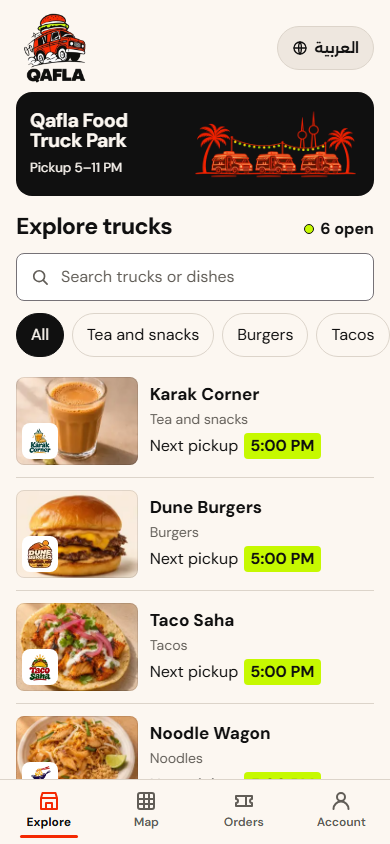 QAFLA
العربية
Qafla Food
Truck Park
Pickup 5–11 PM
Explore trucks
6 open
Search trucks or dishes
All
Tea and snacks
Burgers
Tacos
Karak
Corner
Karak Corner
Tea and snacks
Next pickup 5:00 PM
DUNE
BURGERS
Dune Burgers
Burgers
Next pickup 5:00 PM
Taco
Saha
Taco Saha
Tacos
Next pickup 5:00 PM
Noodle Wagon
Noodles
Explore
Map
Orders
Account